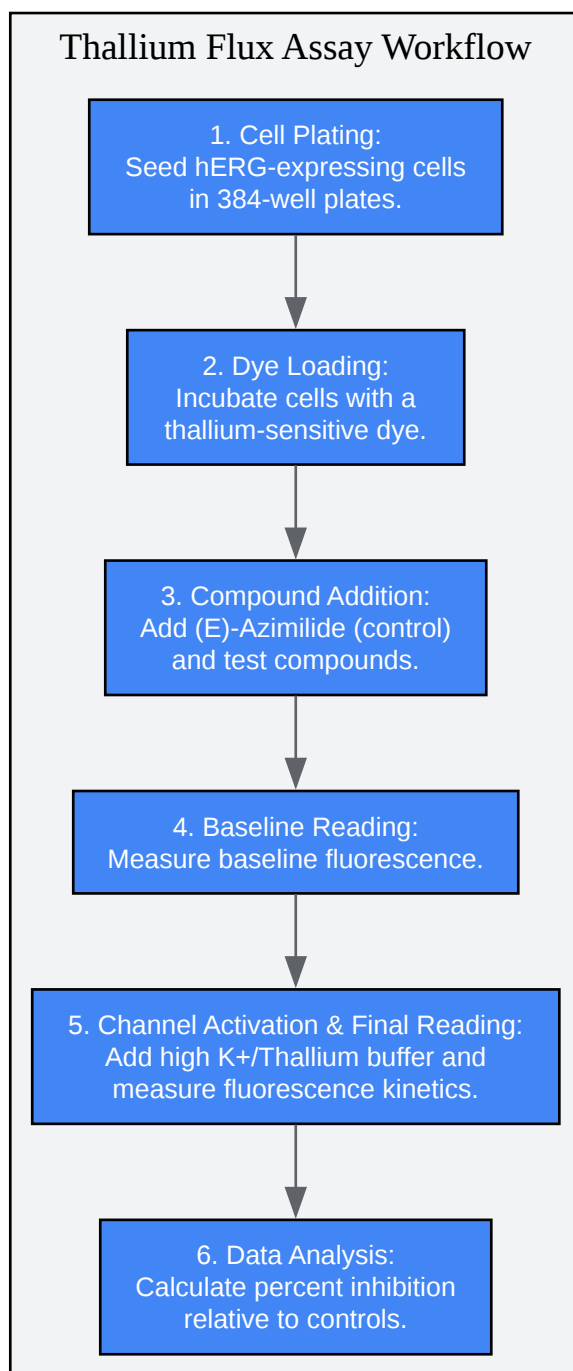 Thallium Flux Assay Workflow
1. Cell Plating:
Seed hERG-expressing cells
in 384-well plates.
2. Dye Loading:
Incubate cells with a
thallium-sensitive dye.
3. Compound Addition:
Add (E)-Azimilide (control)
and test compounds.
4. Baseline Reading:
Measure baseline fluorescence.
5. Channel Activation & Final Reading:
Add high K+/Thallium buffer and
measure fluorescence kinetics.
6. Data Analysis:
Calculate percent inhibition
relative to controls.